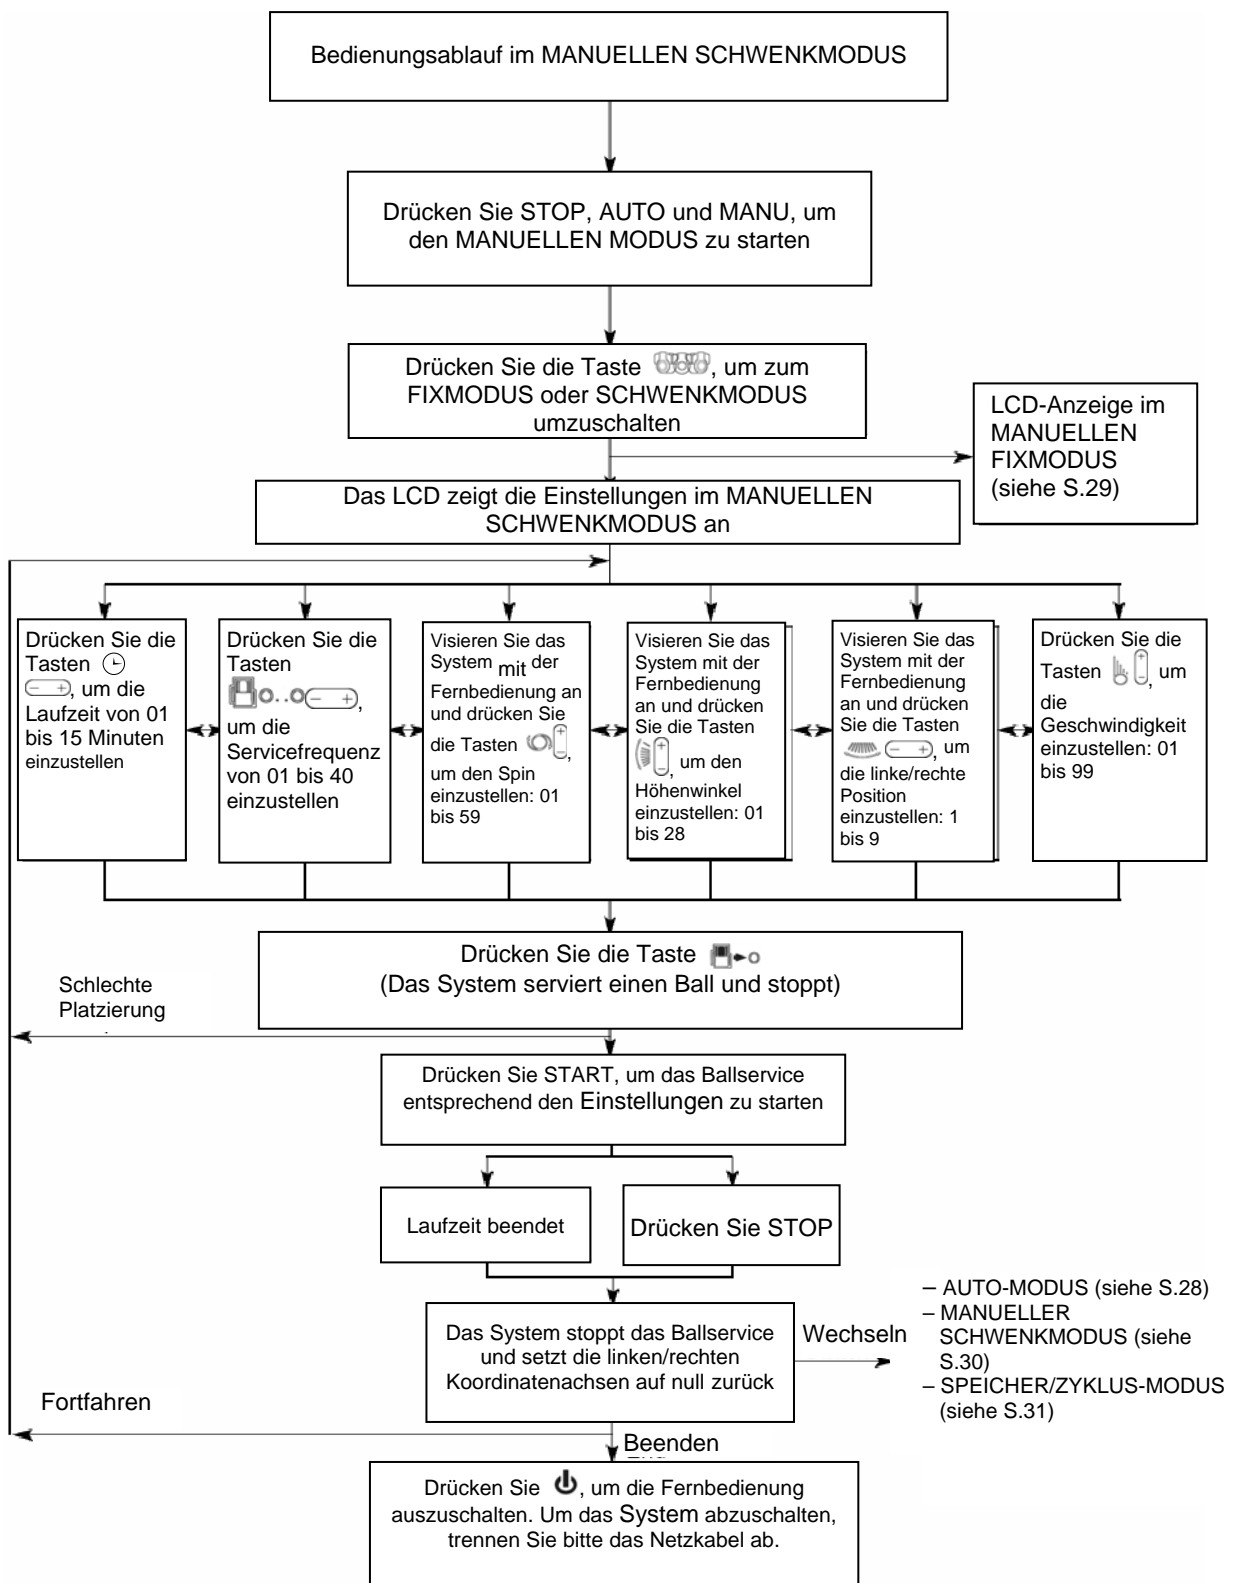 Bedienungsablauf im MANUELLEN SCHWENKMODUS
Drücken Sie STOP, AUTO und MANU, um
den MANUELLEN MODUS zu starten
Drücken Sie die Taste , um zum
FIXMODUS oder SCHWENKMODUS
umzuschalten
LCD-Anzeige im
MANUELLEN
FIXMODUS
(siehe S.29)
Das LCD zeigt die Einstellungen im MANUELLEN
SCHWENKMODUS an
Drücken Sie die
Tasten
- +, um die
Laufzeit von 01
bis 15 Minuten
einzustellen
Drücken Sie die
Tasten
- +,
um die
Servicefrequenz
von 01 bis 40
einzustellen
Visieren Sie das
System mit der
Fernbedienung an
und drücken Sie
die Tasten + -,
um den Spin
einzustellen: 01
bis 59
Visieren Sie das
System mit der
Fernbedienung
an und drücken
Sie die Tasten
+ -, um den
Höhenwinkel
einzustellen: 01
bis 28
Visieren Sie das
System mit der
Fernbedienung
an und drücken
Sie die Tasten
- +, um
die linke/rechte
Position
einzustellen: 1
bis 9
Drücken Sie die
Tasten + -, um
die
Geschwindigkeit
einzustellen: 01
bis 99
Drücken Sie die Taste
(Das System serviert einen Ball und stoppt)
Schlechte
Platzierung
Drücken Sie START, um das Ballservice
entsprechend den Einstellungen zu starten
Laufzeit beendet
Drücken Sie STOP
Das System stoppt das Ballservice
und setzt die linken/rechten
Koordinatenachsen auf null zurück
Wechseln
– AUTO-MODUS (siehe S.28)
– MANUELLER
SCHWENKMODUS (siehe
S.30)
– SPEICHER/ZYKLUS-MODUS
(siehe S.31)
Fortfahren
Beenden
Drücken Sie , um die Fernbedienung
auszuschalten. Um das System abzuschalten,
trennen Sie bitte das Netzkabel ab.